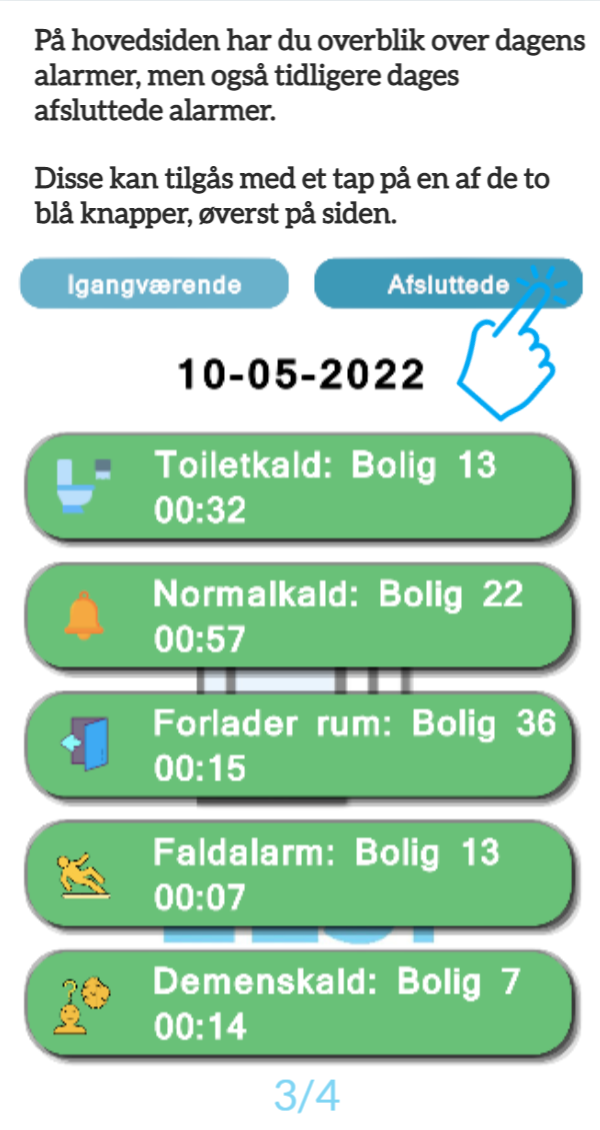 På hovedsiden har du overblik over dagens
alarmer, men også tidligere dages
afsluttede alarmer.
Disse kan tilgås med et tap på en af de to
blå knapper, øverst på siden.
Igangværende Afsluttede
10-05-2022
Toiletkald: Bolig 13
00:32
Normalkald: Bolig 22
00:57
Forlader rum: Bolig 36
00:15
Faldalarm: Bolig 13
00:07
Demenskald: Bolig 7
00:14
3/4